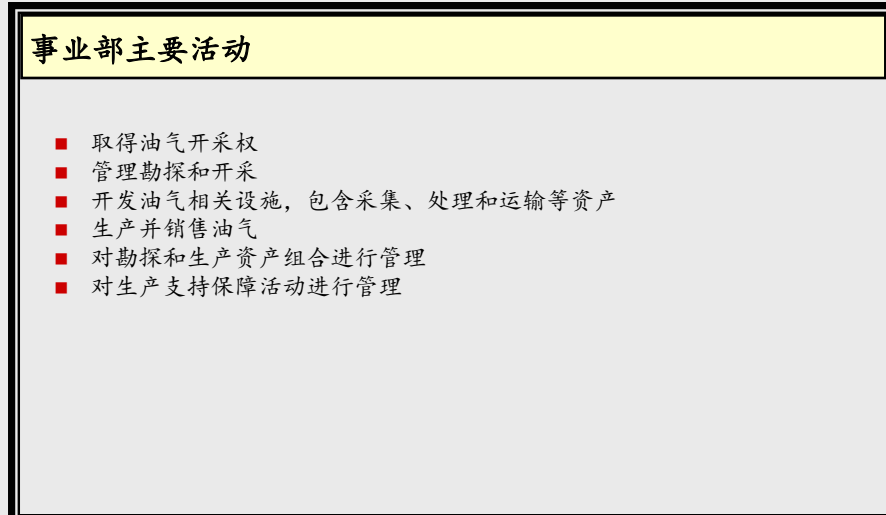 事业部主要活动
取得油气开采权
管理勘探和开采
开发油气相关设施，包含采集、处理和运输等资产
生产并销售油气
对勘探和生产资产组合进行管理
对生产支持保障活动进行管理